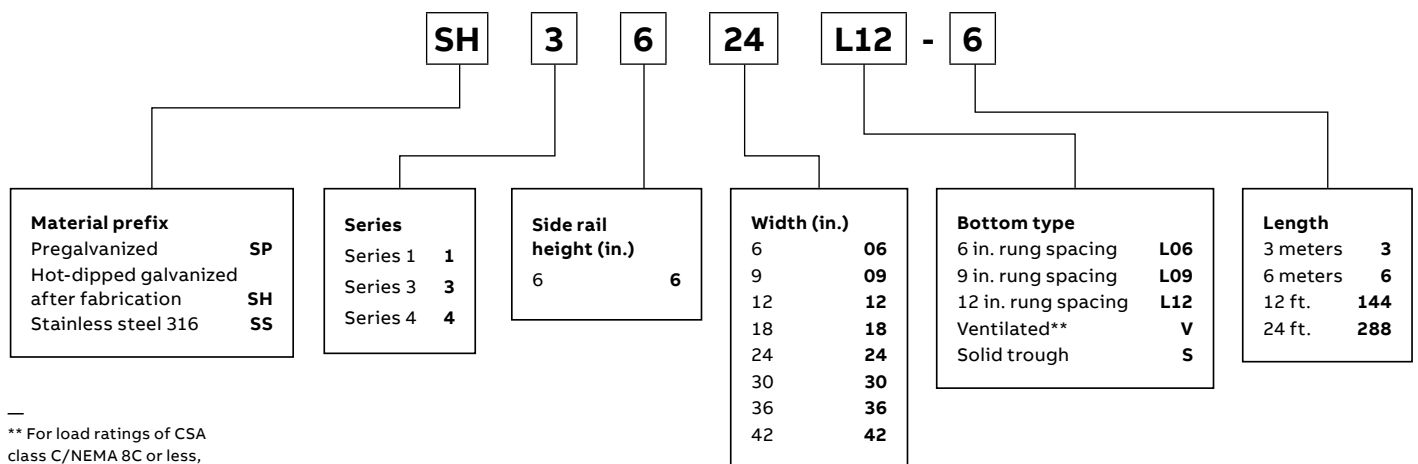 SH 3 6 24 L12 - 6
Material prefix
Pregalvanized SP
Hot-dipped galvanized
after fabrication SH
Stainless steel 316 SS
Series
Series 1 1
Series 3 3
Series 4 4
Side rail
height (in.)
6 6
Width (in.)
6 06
9 09
12 12
18 18
24 24
30 30
36 36
42 42
Bottom type
6 in. rung spacing L06
9 in. rung spacing L09
12 in. rung spacing L12
Ventilated** V
Solid trough S
Length
3 meters 3
6 meters 6
12 ft. 144
24 ft. 288
—
** For load ratings of CSA
class C/NEMA 8C or less,